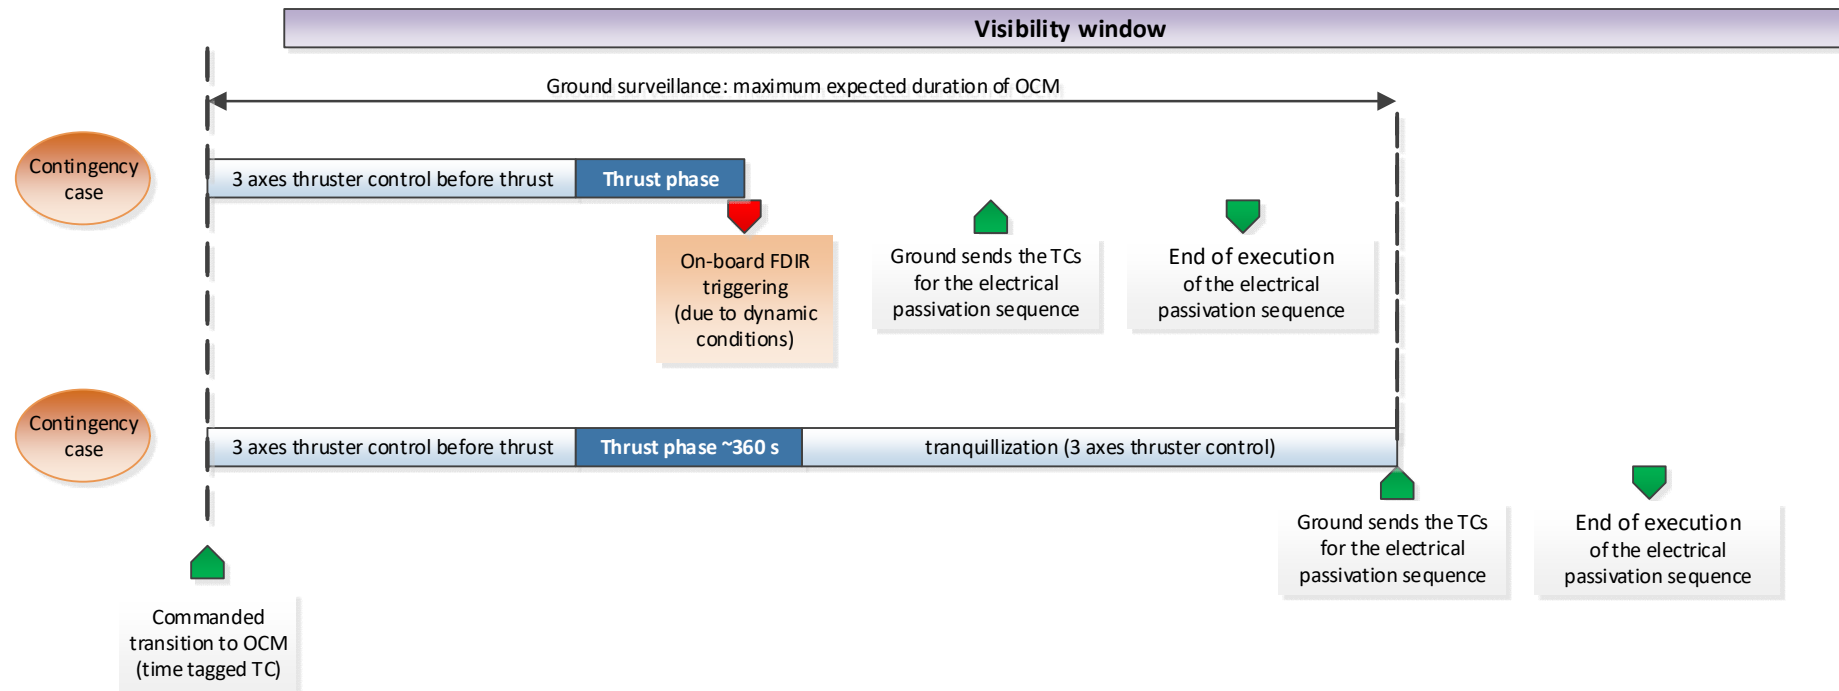 Visibility window
Ground surveillance: maximum expected duration of OCM
Contingency
case
3 axes thruster control before thrust
Thrust phase
On-board FDIR
triggering
(due to dynamic
conditions)
Ground sends the TCs
for the electrical
passivation sequence
End of execution
of the electrical
passivation sequence
Contingency
case
3 axes thruster control before thrust
Thrust phase ~360 s
tranquillization (3 axes thruster control)
Ground sends the TCs
for the electrical
passivation sequence
End of execution
of the electrical
passivation sequence
Commanded
transition to OCM
(time tagged TC)